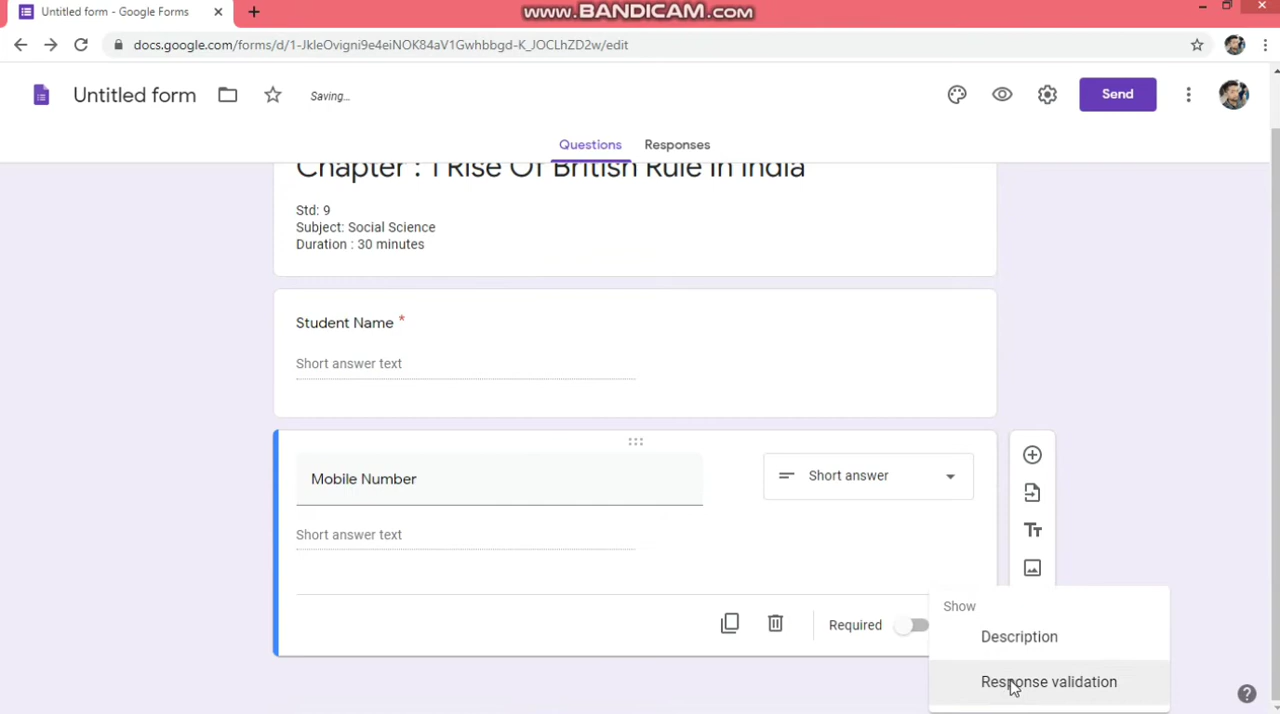 www.BANDICAM.com
Untitled form - Google Forms
docs.google.com/forms/d/1-JkIeOvigni9e4eiNOK84aV1Gwhbbgd-K_JOCLhZD2w/edit
Untitled form
Saving...
Send
Questions Responses
Chapter : 1 Rise Of British Rule In India
Std: 9
Subject: Social Science
Duration : 30 minutes
Student Name *
Short answer text
Mobile Number
Short answer
Short answer text
Required
Show
Description
Response validation